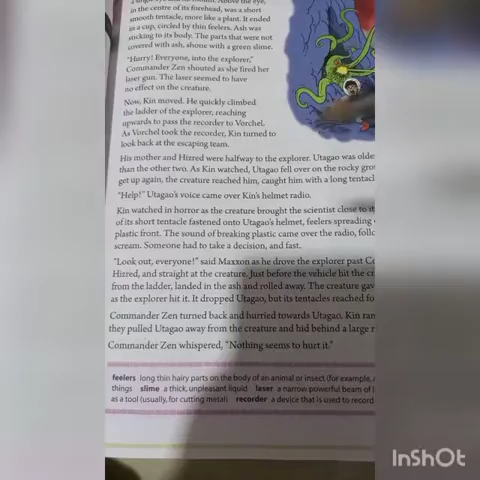 a single eye and no mouth. Above the eye,
in the centre of its forehead, was a short
smooth tentacle, more like a plant. It ended
in a cup, circled by thin feelers. Ash was
sticking to its body. The parts that were not
covered with ash, shone with a green slime.
"Hurry! Everyone, into the explorer,"
Commander Zen shouted as she fired her
laser gun. The laser seemed to have
no effect on the creature.
Now, Kin moved. He quickly climbed
the ladder of the explorer, reaching
upwards to pass the recorder to Vorchel.
As Vorchel took the recorder, Kin turned to
look back at the escaping team.
His mother and Hizred were halfway to the explorer. Utagao was olde
than the other two. As Kin watched, Utagao fell over on the rocky gro
get up again, the creature reached him, caught him with a long tentacl
"Help!" Utagao's voice came over Kin's helmet radio.
Kin watched in horror as the creature brought the scientist close to
of its short tentacle fastened onto Utagao's helmet, feelers spreading
plastic front. The sound of breaking plastic came over the radio, follo
scream. Someone had to take a decision, and fast.
"Look out, everyone!" said Maxxon as he drove the explorer past Co
Hizred, and straight at the creature. Just before the vehicle hit the cr
from the ladder, landed in the ash and rolled away. The creature gav
as the explorer hit it. It dropped Utagao, but its tentacles reached fo
Commander Zen turned back and hurried towards Utagao. Kin ran
they pulled Utagao away from the creature and hid behind a large r
Commander Zen whispered, "Nothing seems to hurt it."
feelers long thin hairy parts on the body of an animal or insect (for example,
things slime a thick, unpleasant liquid laser a narrow powerful beam of l
as a tool (usually, for cutting metal) recorder a device that is used to record
InShOt